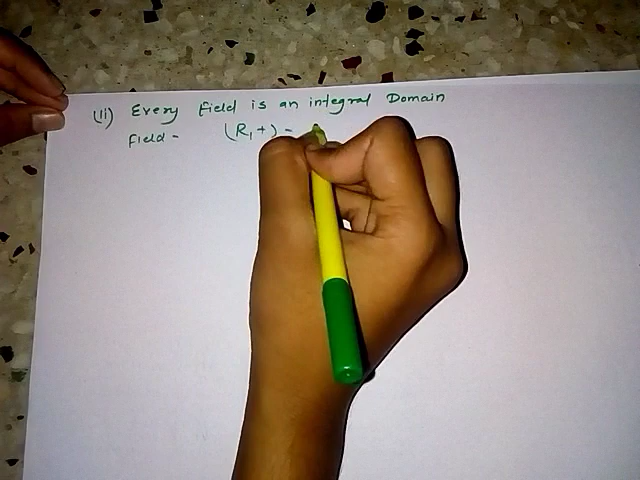 (ii) Every field is an integral Domain
Field - (R, +) -